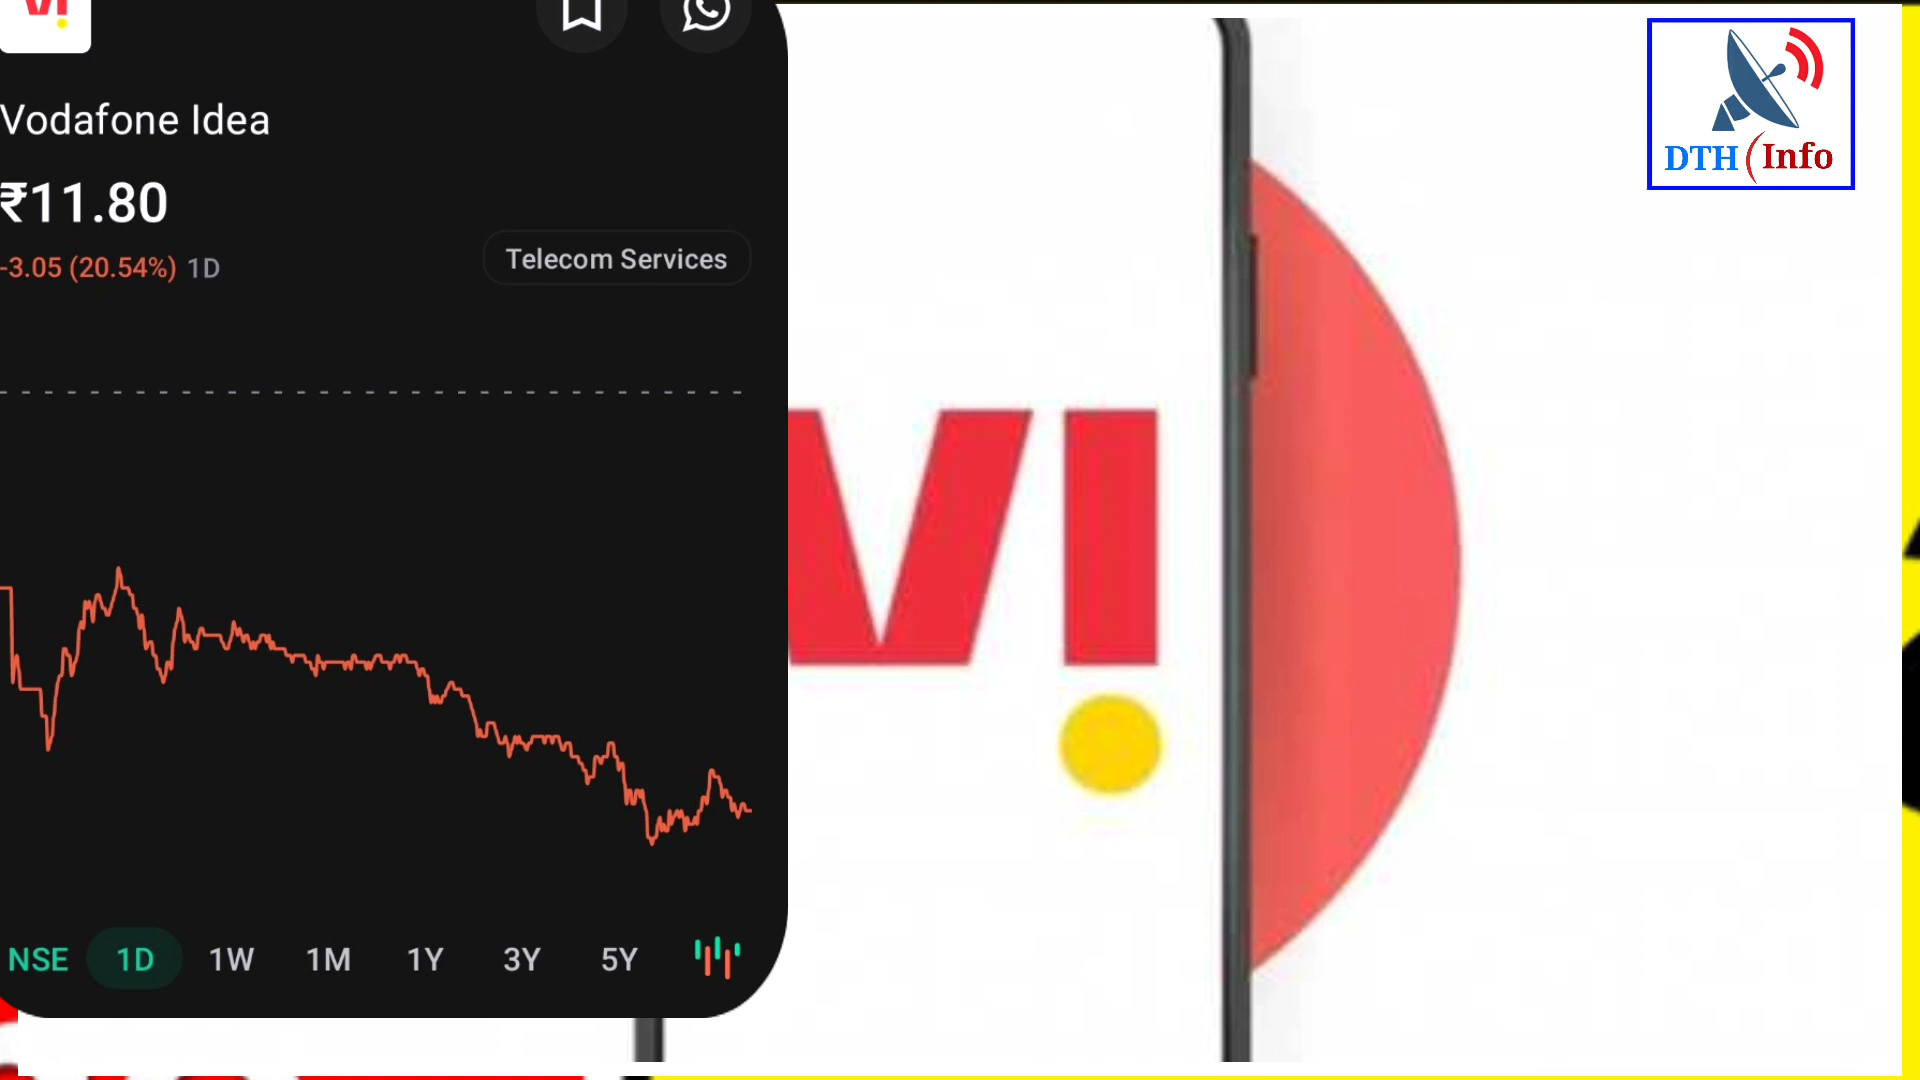 VI
Vodafone Idea
₹11.80
-3.05 (20.54%) 1D
Telecom Services
NSE 1D 1W 1M 1Y 3Y 5Y
VI
DTH Info